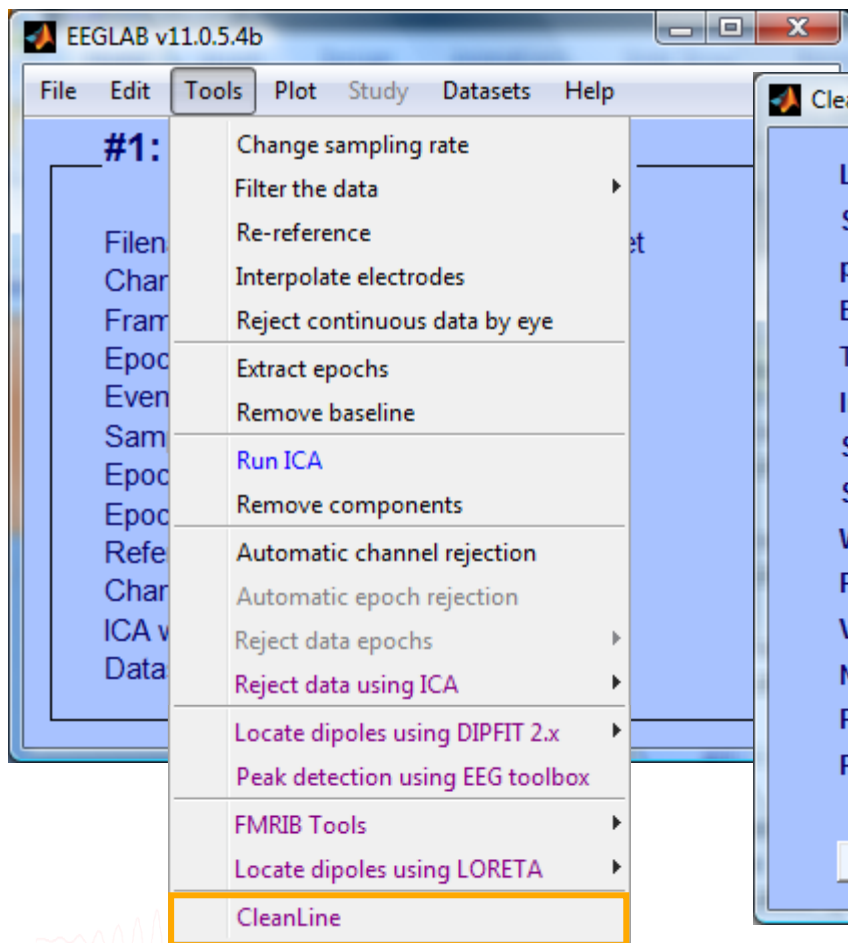 EEGLAB v11.0.5.4b
File Edit Tools Plot Study Datasets Help
#1:
Change sampling rate
Filter the data
Re-reference
Interpolate electrodes
Reject continuous data by eye
Extract epochs
Remove baseline
Run ICA
Remove components
Automatic channel rejection
Automatic epoch rejection
Reject data epochs
Reject data using ICA
Locate dipoles using DIPFIT 2.x
Peak detection using EEG toolbox
FMRIB Tools
Locate dipoles using LORETA
CleanLine